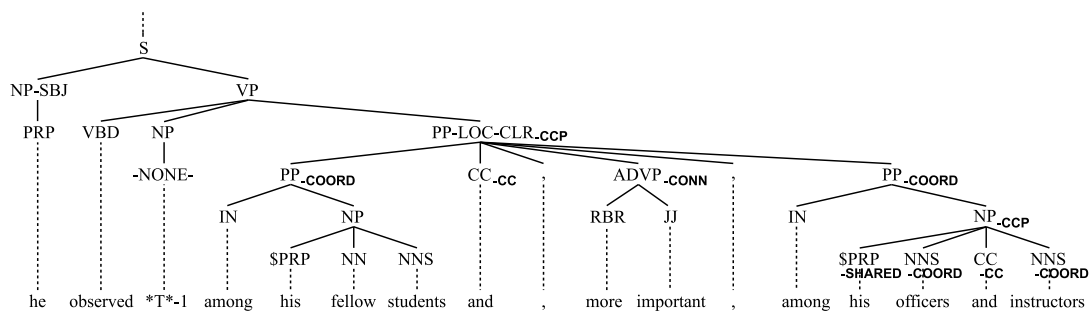 S
NP-SBJ VP
PRP VBD NP PP-LOC-CLR-CCP
-NONE- PP-COORD CC-CC , ADVP-CONN , PP-COORD
IN NP RBR JJ IN NP-CCP
$PRP NN NNS $PRP NNS CC NNS
-SHARED -COORD -CC -COORD
he observed *T*-1 among his fellow students and , more important , among his officers and instructors